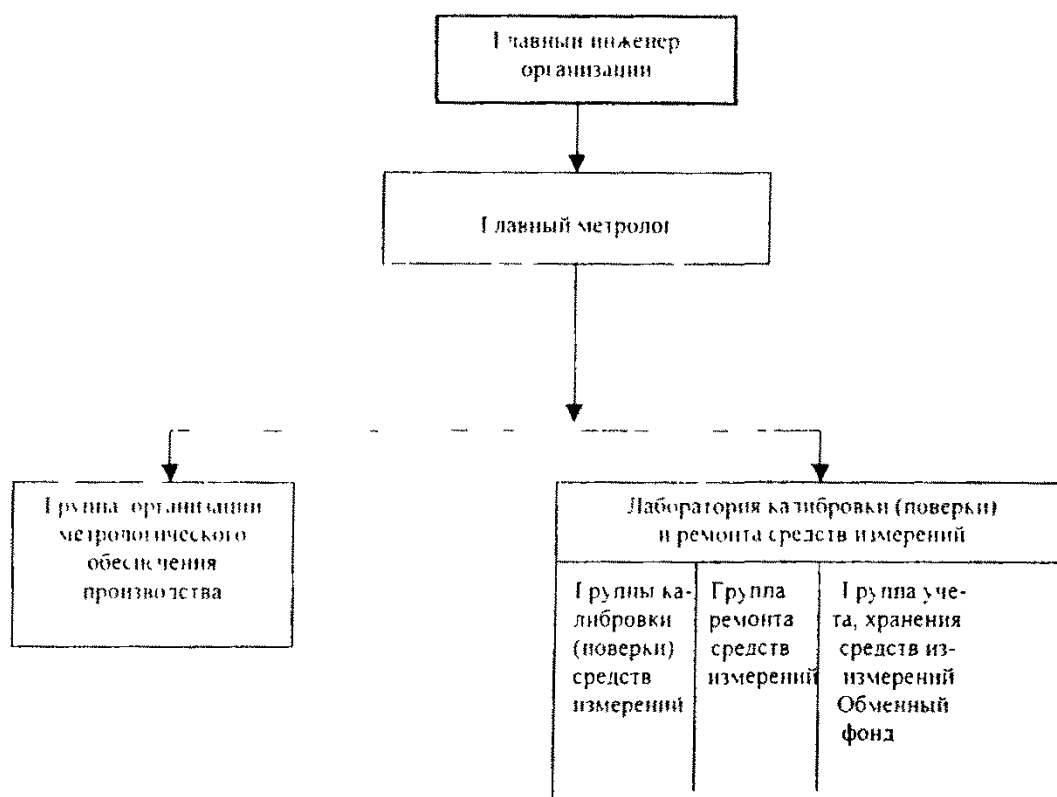 Главный инженер
организации
Главный метролог
Группа организации
метрологического
обеспечения
производства
Лаборатория калибровки (поверки)
и ремонта средств измерений
Группы ка-
либровки
(поверки)
средств
измерений
Группа
ремонта
средств
измерений
Группа уче-
та, хранения
средств из-
измерений
Обменный
фонд